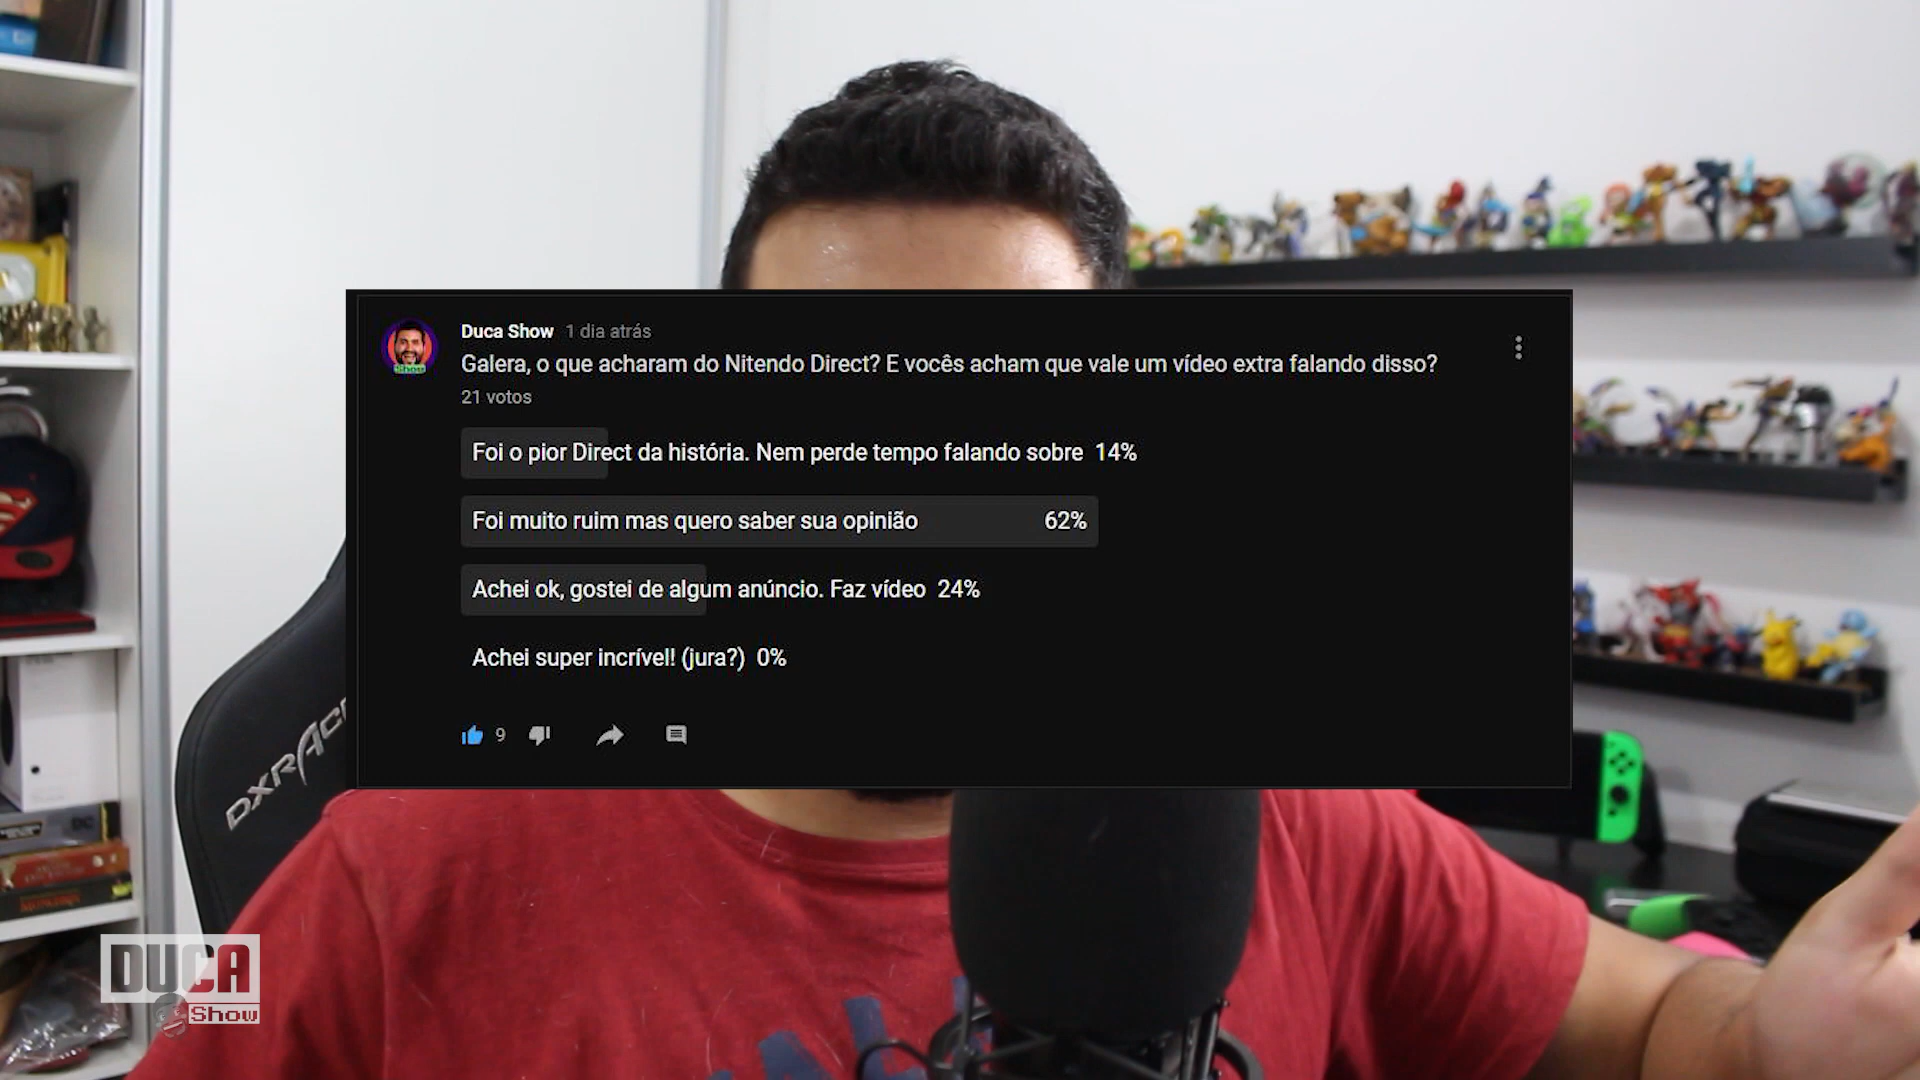 Duca Show 1 dia atrás
Galera, o que acharam do Nitendo Direct? E vocês acham que vale um vídeo extra falando disso?
21 votos
Foi o pior Direct da história. Nem perde tempo falando sobre 14%
Foi muito ruim mas quero saber sua opinião 62%
Achei ok, gostei de algum anúncio. Faz vídeo 24%
Achei super incrível! (jura?) 0%
9
DXRAC
DUCA
Show